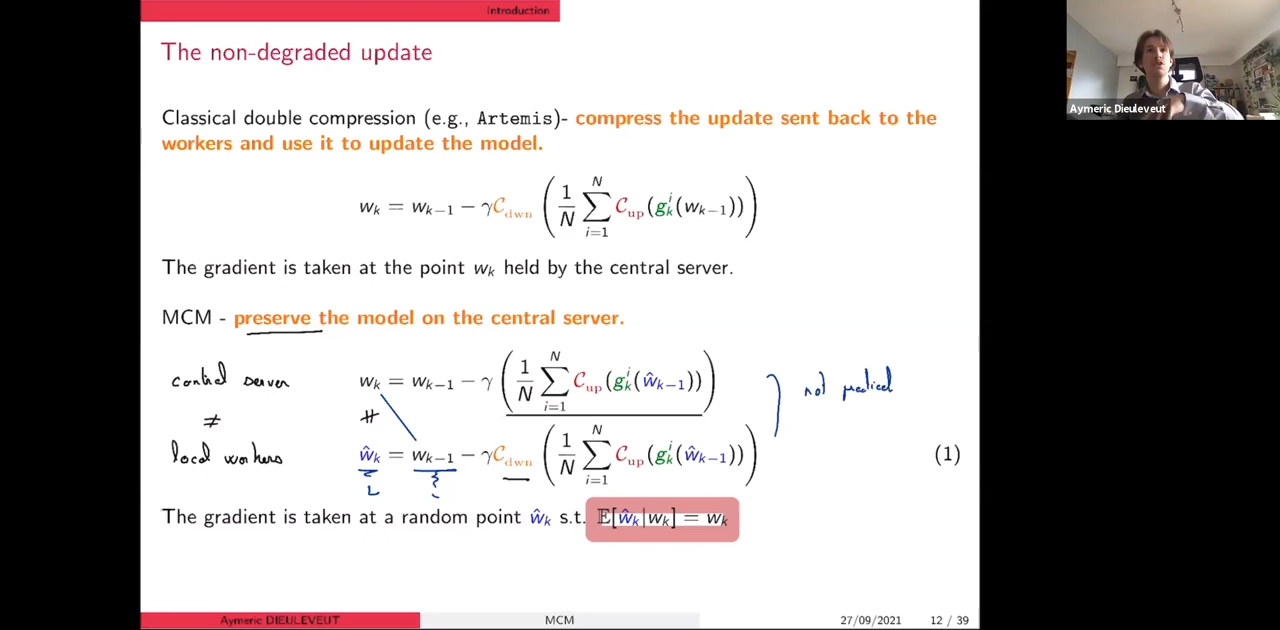 Introduction
The non-degraded update
Aymeric Dieuleveut
Classical double compression (e.g., Artemis)- compress the update sent back to the
workers and use it to update the model.
w_k = w_{k−1} − γC_dwn (1/N ∑_{i=1}^N C_up(g_k^i(w_{k−1})))
The gradient is taken at the point w_k held by the central server.
MCM - preserve the model on the central server.
central server w_k = w_{k−1} − γ (1/N ∑_{i=1}^N C_up(g_k^i(ŵ_{k−1}))) not practical
≠ ≠
local workers ŵ_k = w_{k−1} − γC_dwn (1/N ∑_{i=1}^N C_up(g_k^i(ŵ_{k−1}))) (1)
The gradient is taken at a random point ŵ_k s.t. 𝔼[ŵ_k|w_k] = w_k
Aymeric DIEULEVEUT MCM 27/09/2021 12 / 39